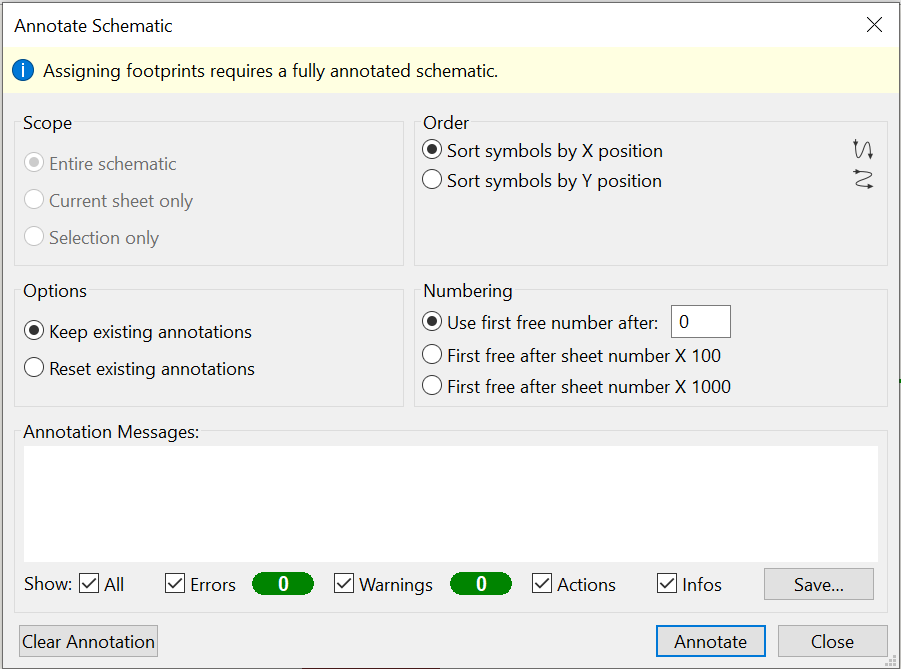 Annotate Schematic
Assigning footprints requires a fully annotated schematic.
Scope
Entire schematic
Current sheet only
Selection only
Order
Sort symbols by X position
Sort symbols by Y position
Options
Keep existing annotations
Reset existing annotations
Numbering
Use first free number after: 0
First free after sheet number X 100
First free after sheet number X 1000
Annotation Messages:
Show: All Errors 0 Warnings 0 Actions Infos Save...
Clear Annotation Annotate Close